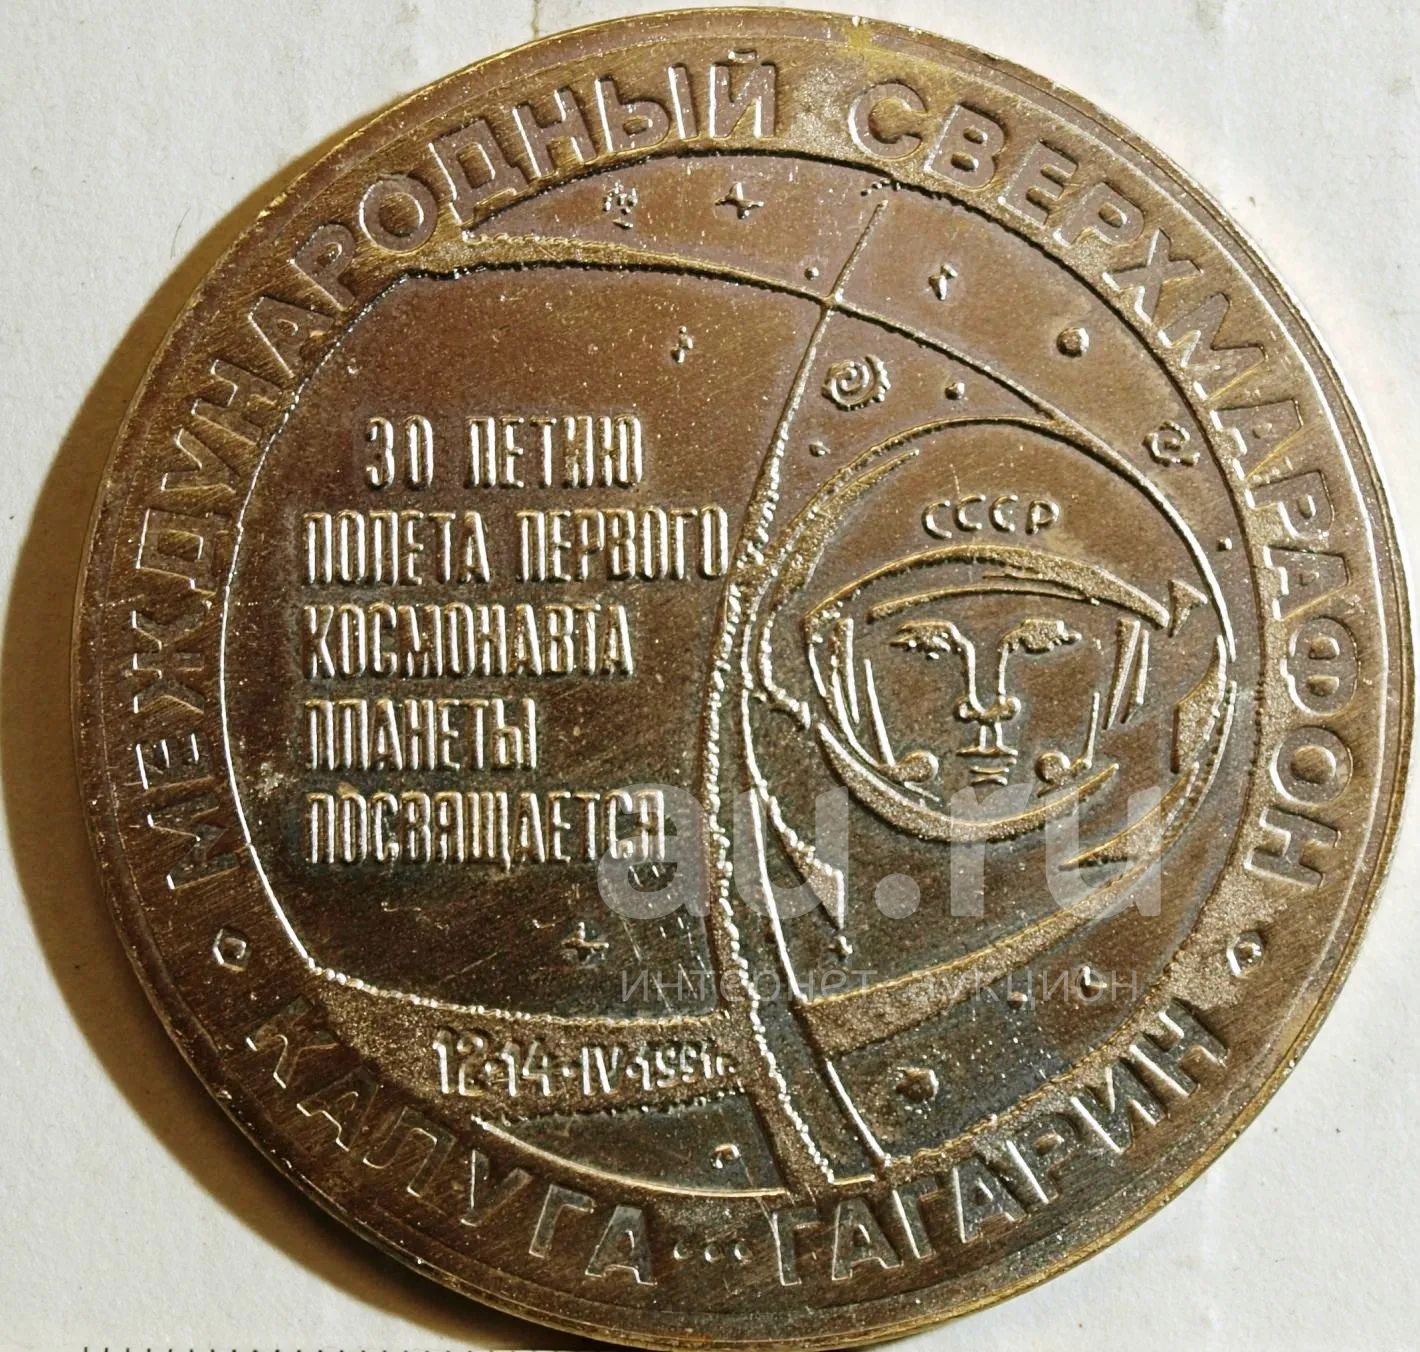 МЕЖДУНАРОДНЫЙ СВЕРХМАРАФОН
СССР
30 ЛЕТИЮ
ПОЛЕТА ПЕРВОГО
КОСМОНАВТА
ПЛАНЕТЫ
ПОСВЯЩАЕТСЯ
12·14·IV·1991г.
КАЛУГА···ГАГАРИН
au.ru
интернет-аукцион